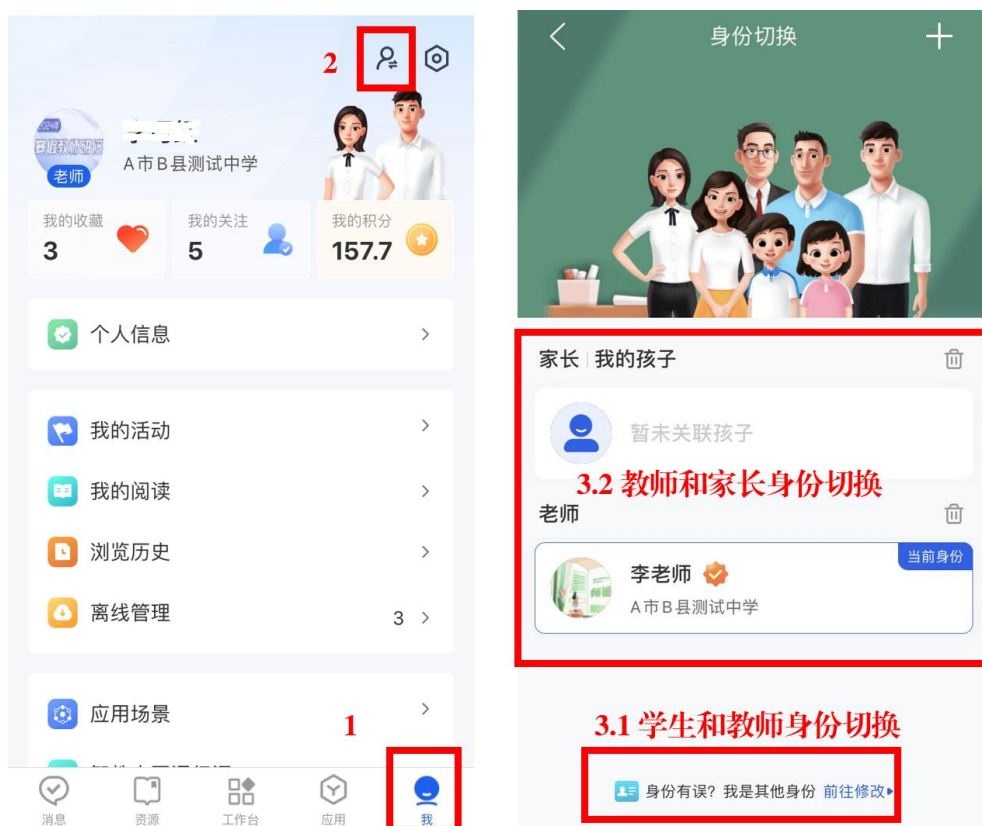 2
老师
A市B县测试中学
我的收藏
3
我的关注
5
我的积分
157.7
个人信息
我的活动
我的阅读
浏览历史
离线管理
3
应用场景
1
消息
资源
工作台
应用
我
身份切换
家长 我的孩子
暂未关联孩子
3.2 教师和家长身份切换
老师
当前身份
李老师
A市B县测试中学
3.1 学生和教师身份切换
身份有误？我是其他身份 前往修改